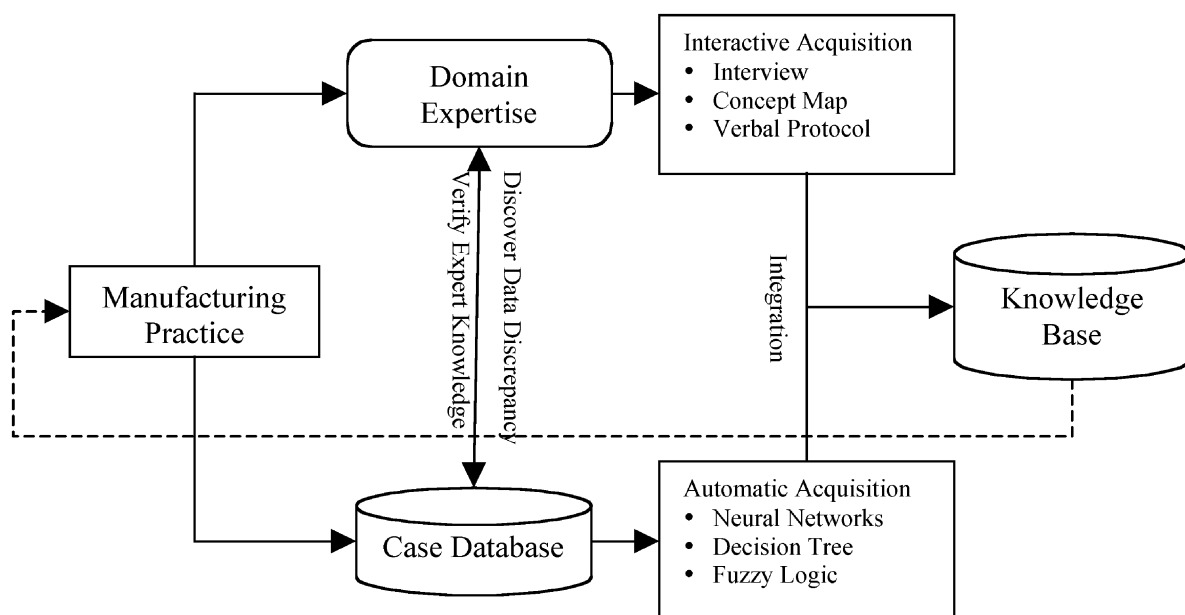 Domain
Expertise
Interactive Acquisition
• Interview
• Concept Map
• Verbal Protocol
Verify Expert Knowledge
Discover Data Discrepancy
Manufacturing
Practice
Integration
Knowledge
Base
Case Database
Automatic Acquisition
• Neural Networks
• Decision Tree
• Fuzzy Logic